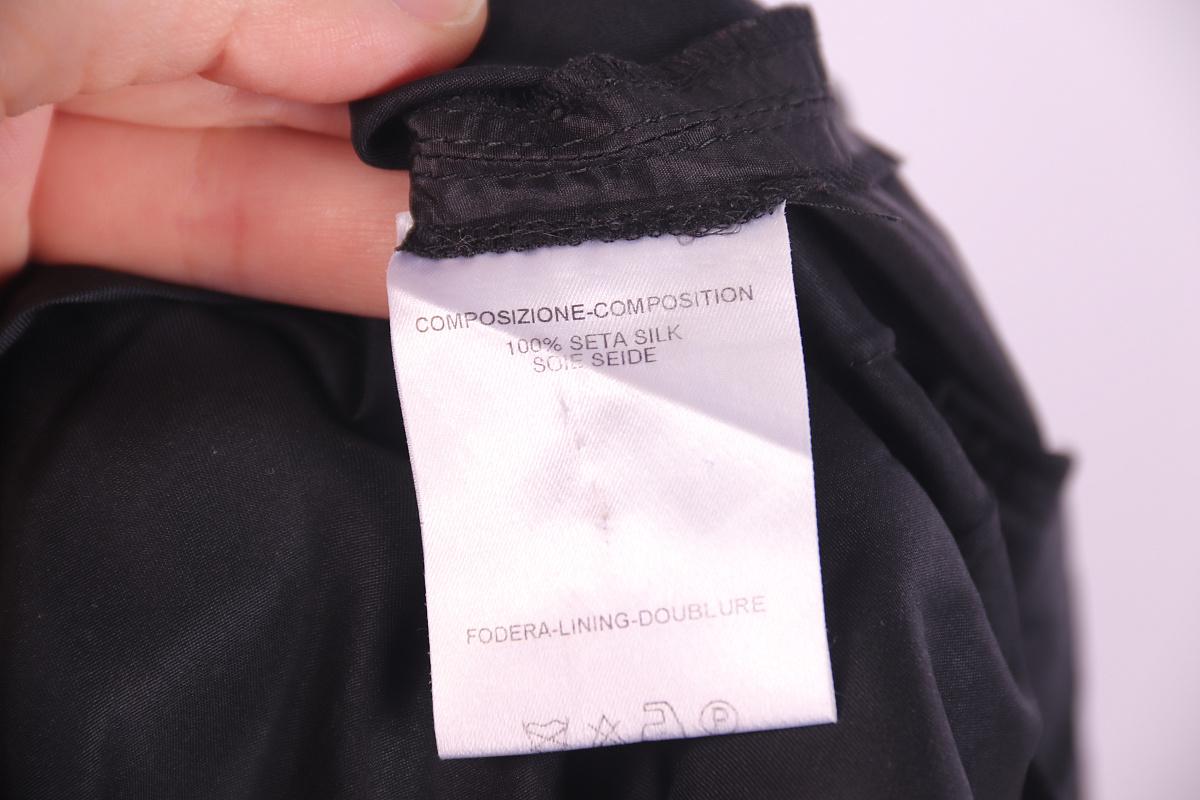 COMPOSIZIONE-COMPOSITION
100% SETA SILK
SOIE SEIDE
FODERA-LINING-DOUBLURE
P